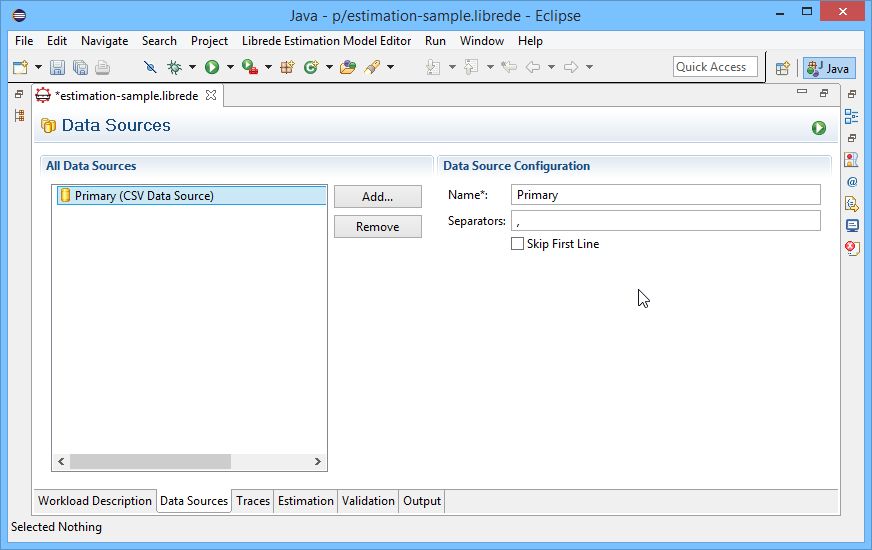 Java - p/estimation-sample.librede - Eclipse
File Edit Navigate Search Project Librede Estimation Model Editor Run Window Help
Quick Access Java
*estimation-sample.librede
Data Sources
All Data Sources
Data Source Configuration
Primary (CSV Data Source)
Add...
Remove
Name*: Primary
Separators: ,
Skip First Line
Workload Description Data Sources Traces Estimation Validation Output
Selected Nothing